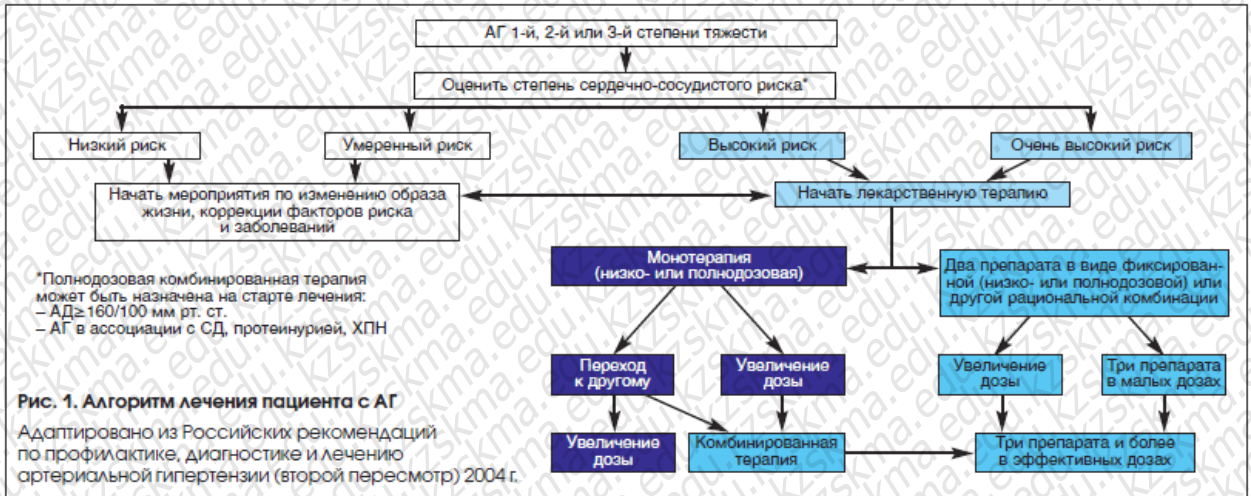 АГ 1-й, 2-й или 3-й степени тяжести
Оценить степень сердечно-сосудистого риска*
Низкий риск
Умеренный риск
Высокий риск
Очень высокий риск
Начать мероприятия по изменению образа
жизни, коррекции факторов риска
и заболеваний
Начать лекарственную терапию
Монотерапия
(низко- или полнодозовая)
Два препарата в виде фиксирован-
ной (низко- или полнодозовой) или
другой рациональной комбинации
*Полнодозовая комбинированная терапия
может быть назначена на старте лечения:
– АД≥160/100 мм рт. ст.
– АГ в ассоциации с СД, протеинурией, ХПН
Переход
к другому
Увеличение
дозы
Увеличение
дозы
Три препарата
в малых дозах
Увеличение
дозы
Комбинированная
терапия
Три препарата и более
в эффективных дозах
Рис. 1. Алгоритм лечения пациента с АГ
Адаптировано из Российских рекомендаций
по профилактике, диагностике и лечению
артериальной гипертензии (второй пересмотр) 2004 г.